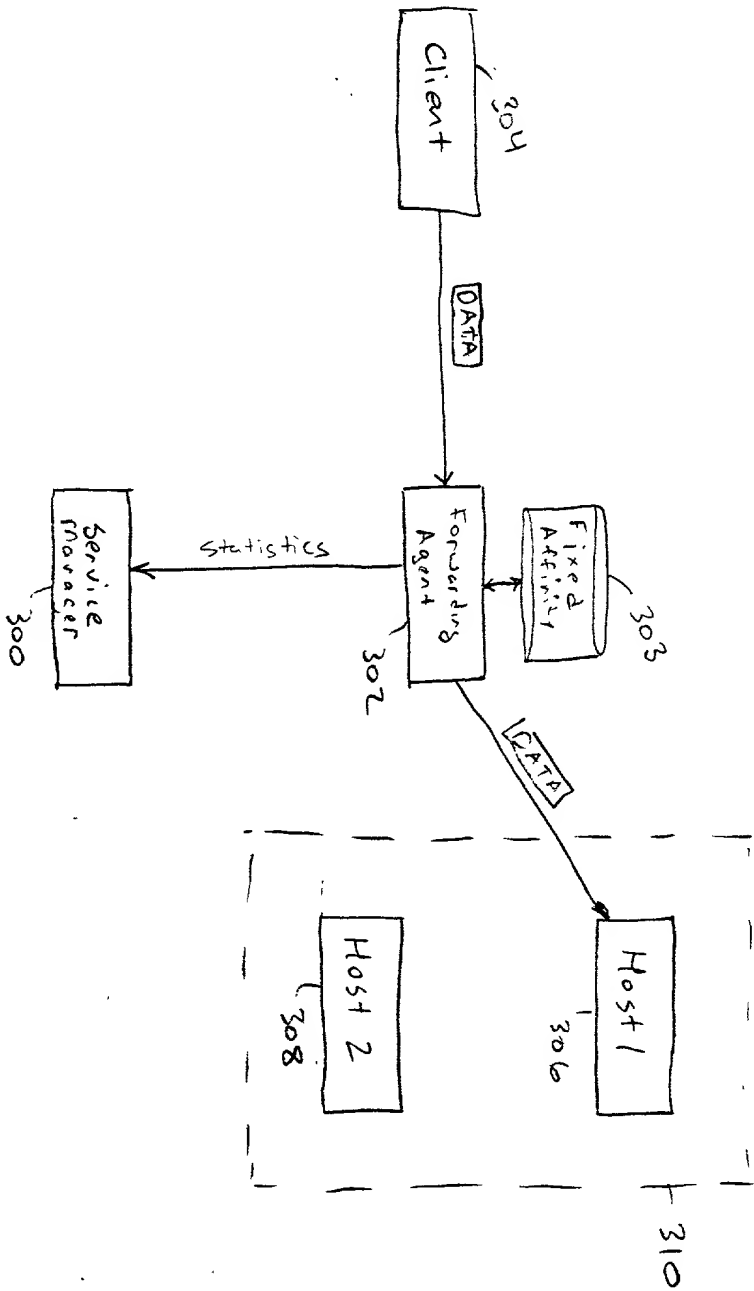 304
Client
DATA
303
Fixed
Affinity
Forwarding
Agent
302
Statistics
Service
Manager
300
DATA
310
Host 1
306
Host 2
308